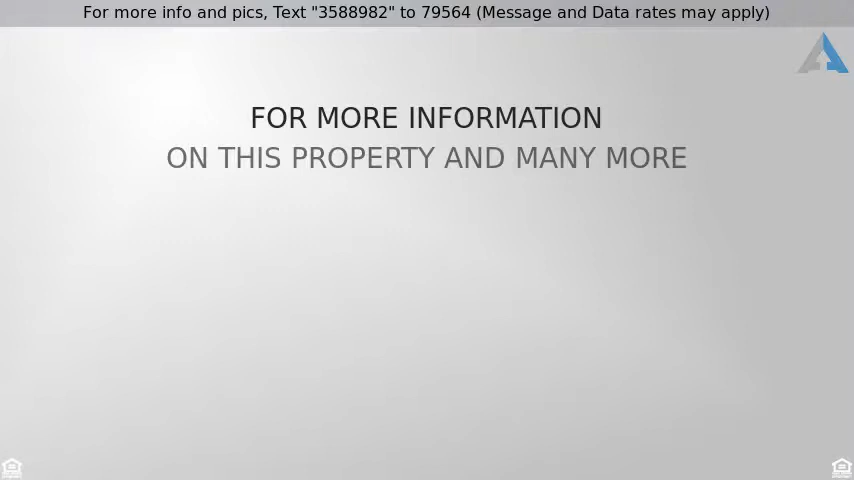 For more info and pics, Text "3588982" to 79564 (Message and Data rates may apply)
FOR MORE INFORMATION
ON THIS PROPERTY AND MANY MORE